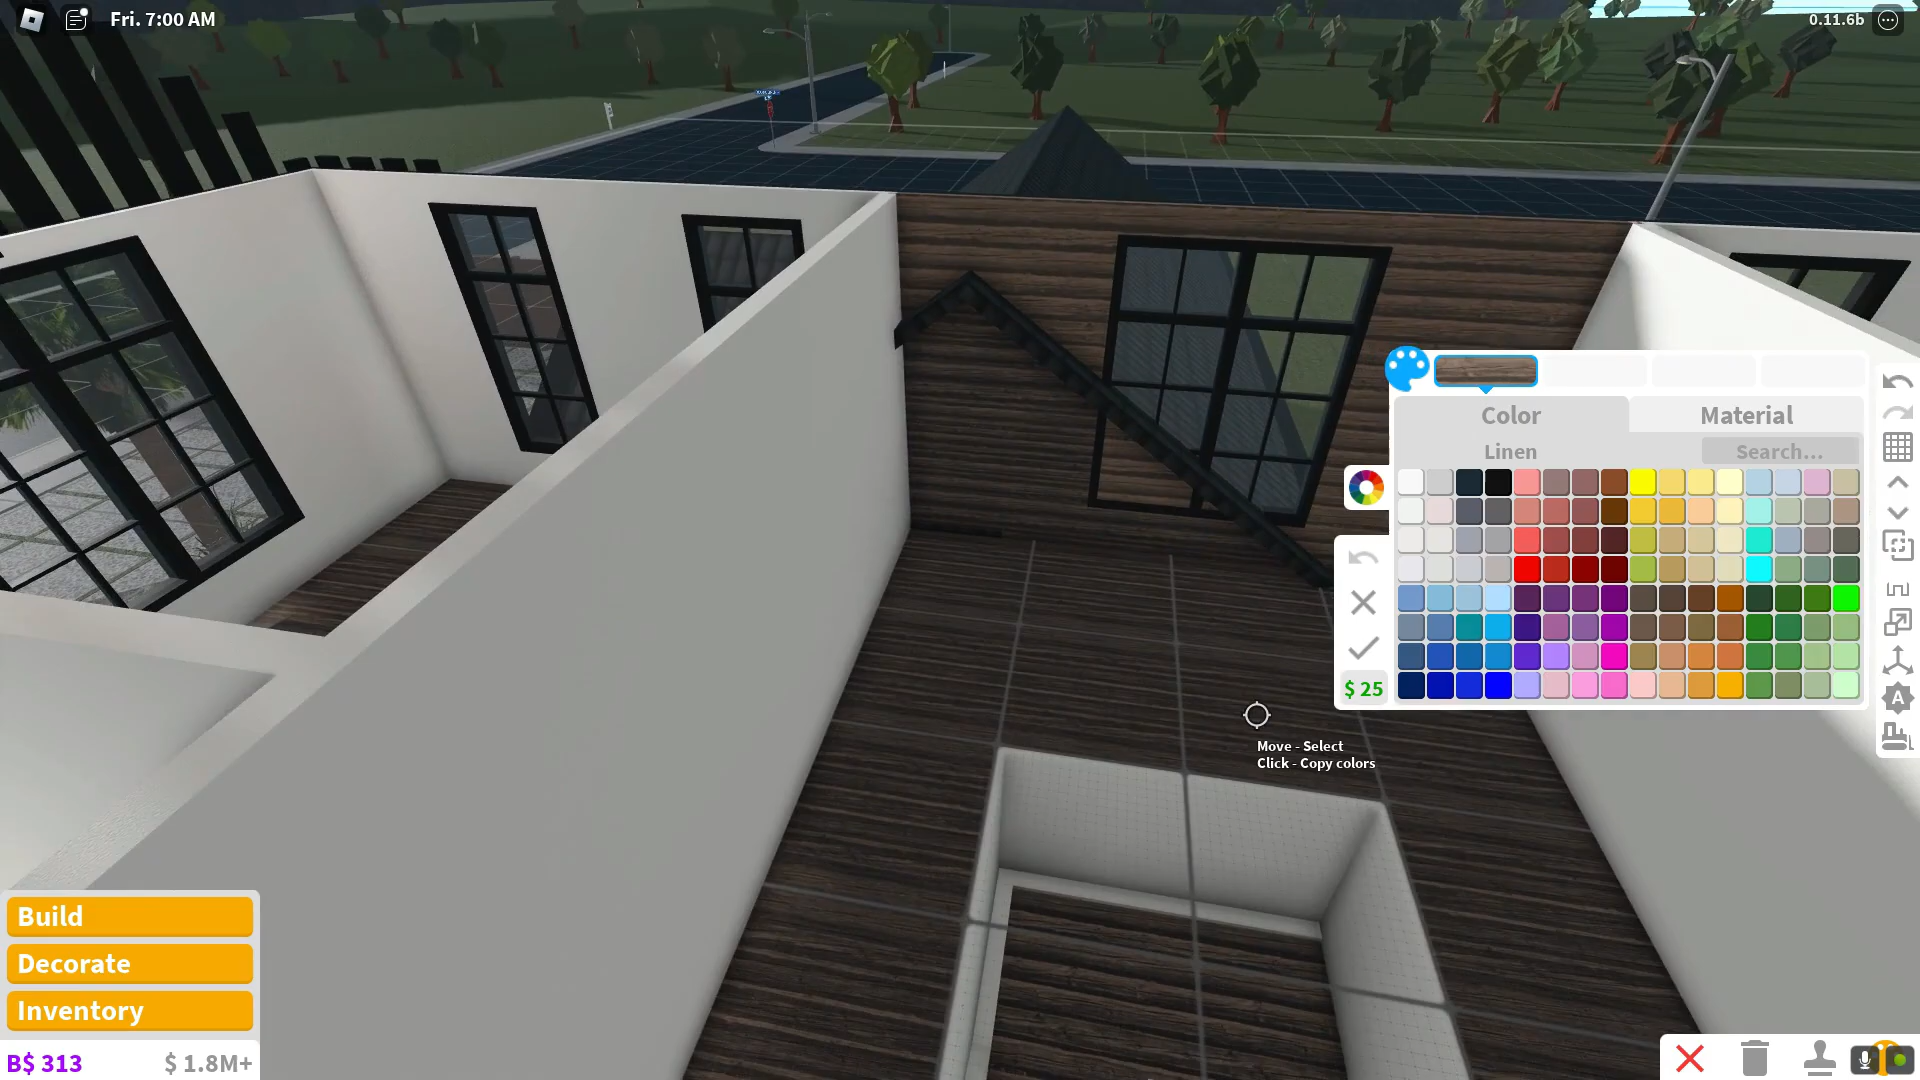 Fri. 7:00 AM
0.11.6b
Color
Material
Linen
Search...
$ 25
A
Move - Select
Click - Copy colors
Build
Decorate
Inventory
B$ 313
$ 1.8M+